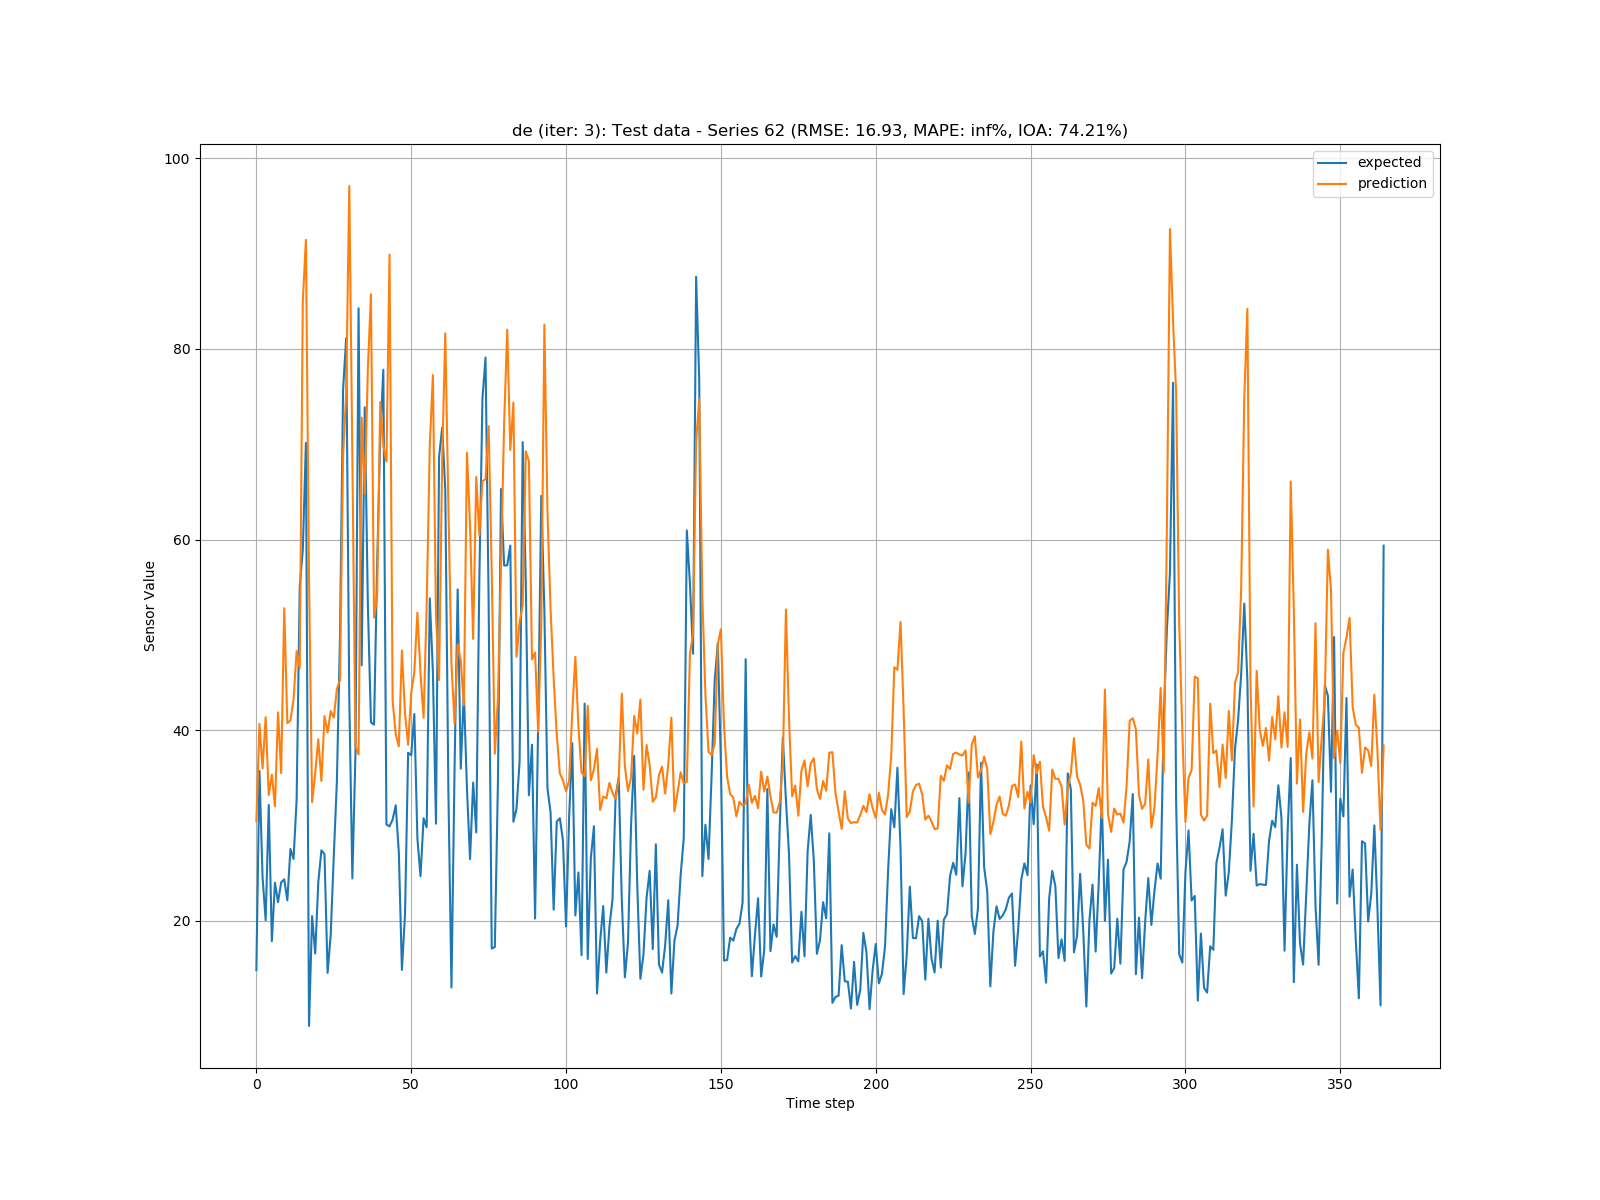 de (iter: 3): Test data - Series 62 (RMSE: 16.93, MAPE: inf%, IOA: 74.21%)
expected
prediction
100
80
60
40
20
Sensor Value
0 50 100 150 200 250 300 350
Time step